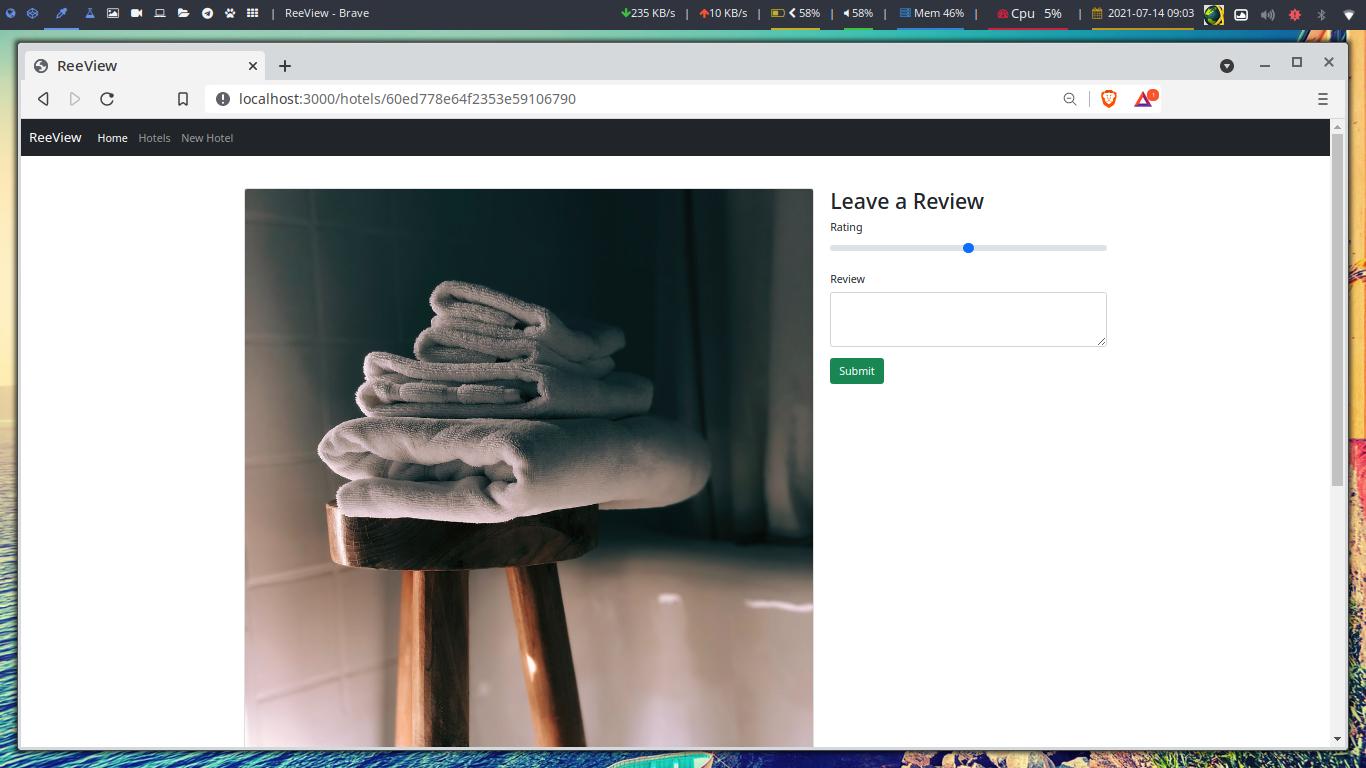 ReeView - Brave
235 KB/s | 10 KB/s | 58% | 58% | Mem 46% | Cpu 5% | 2021-07-14 09:03
ReeView
localhost:3000/hotels/60ed778e64f2353e59106790
1
ReeView Home Hotels New Hotel
Leave a Review
Rating
Review
Submit